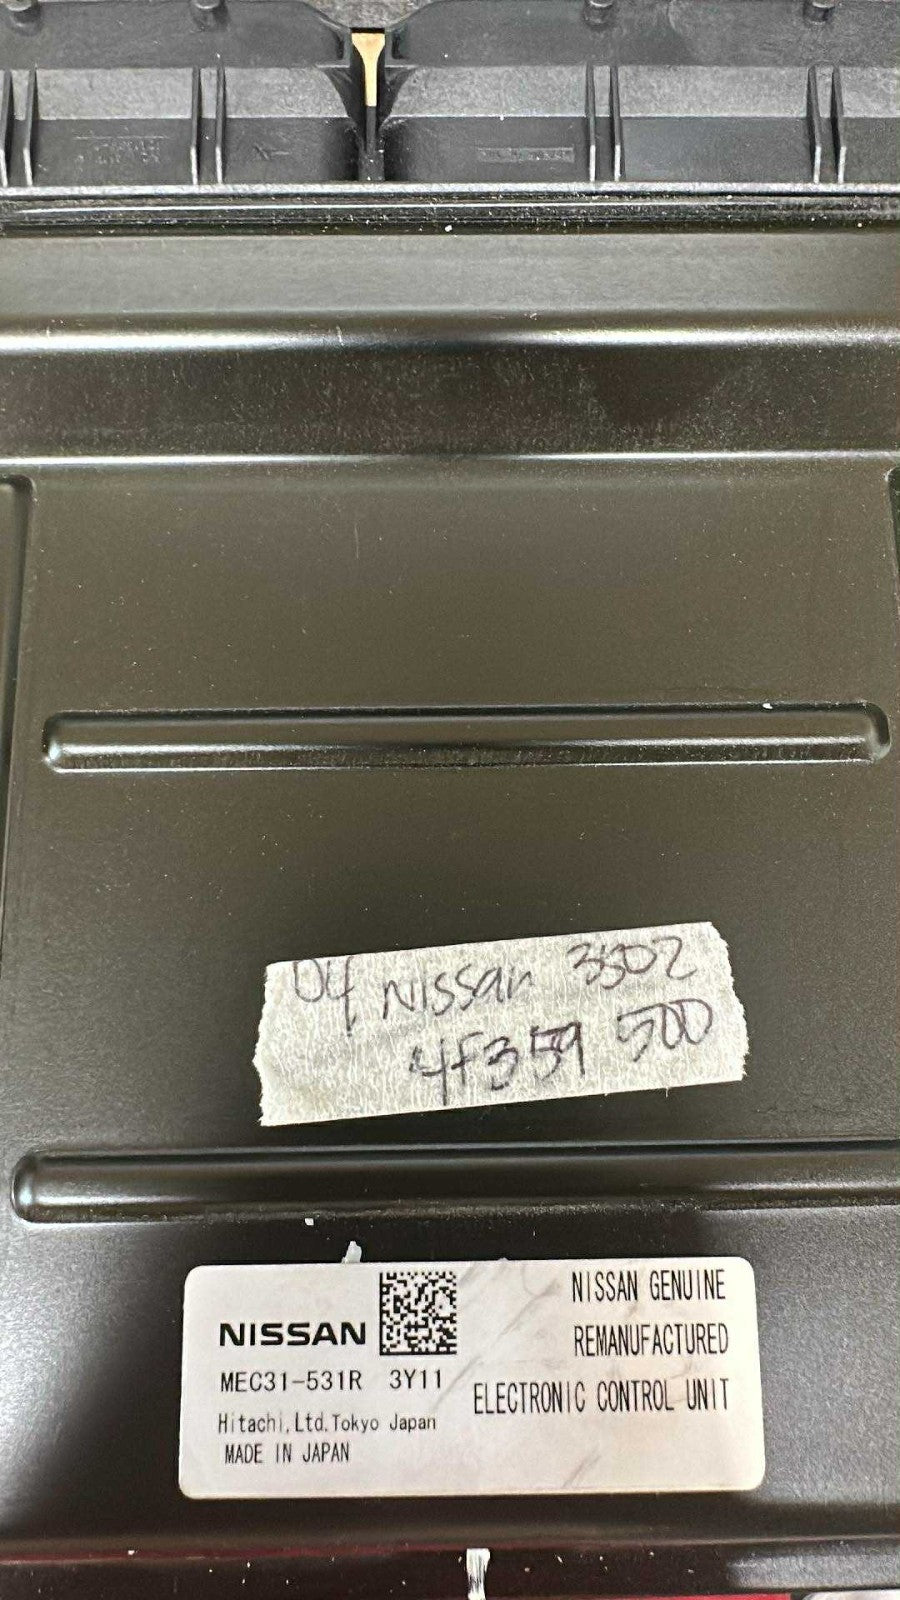 04 Nissan 350Z
4F359 500
NISSAN
MEC31-531R 3Y11
Hitachi,Ltd.Tokyo Japan
MADE IN JAPAN
NISSAN GENUINE
REMANUFACTURED
ELECTRONIC CONTROL UNIT